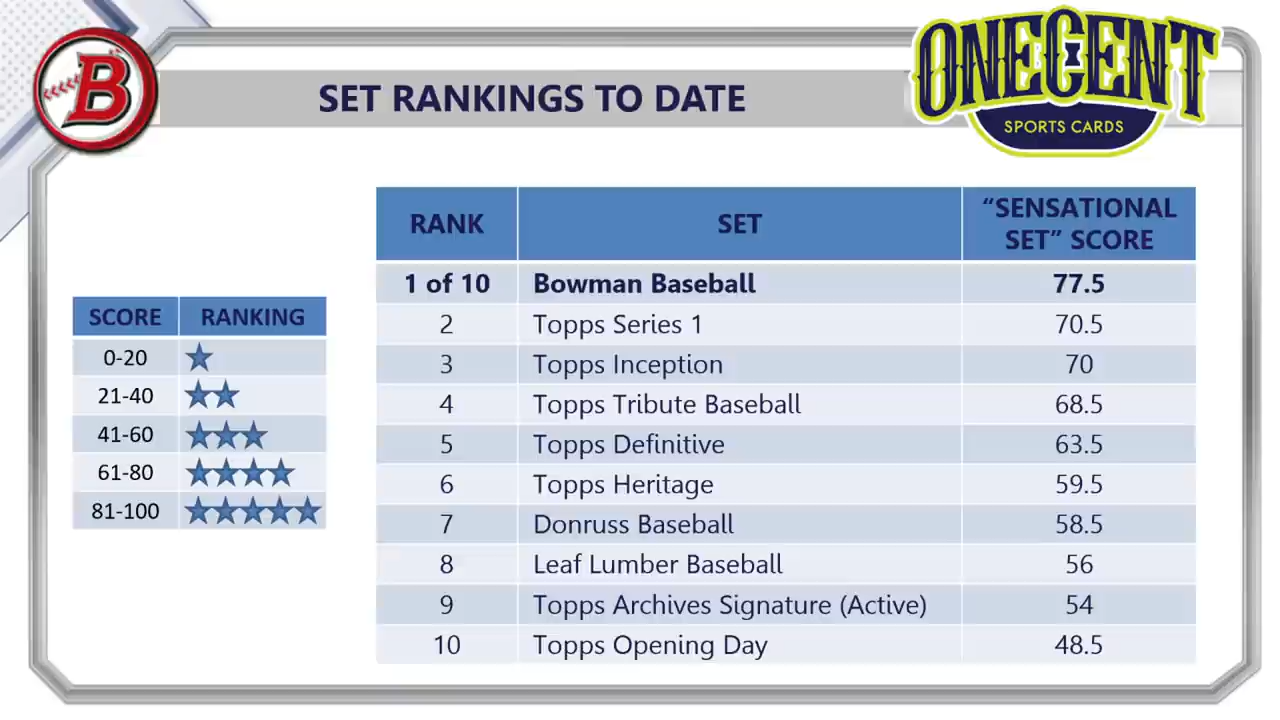 B
SET RANKINGS TO DATE
ONECENT
SPORTS CARDS
SCORE RANKING
0-20
21-40
41-60
61-80
81-100
RANK SET “SENSATIONAL
SET” SCORE
1 of 10 Bowman Baseball 77.5
2 Topps Series 1 70.5
3 Topps Inception 70
4 Topps Tribute Baseball 68.5
5 Topps Definitive 63.5
6 Topps Heritage 59.5
7 Donruss Baseball 58.5
8 Leaf Lumber Baseball 56
9 Topps Archives Signature (Active) 54
10 Topps Opening Day 48.5